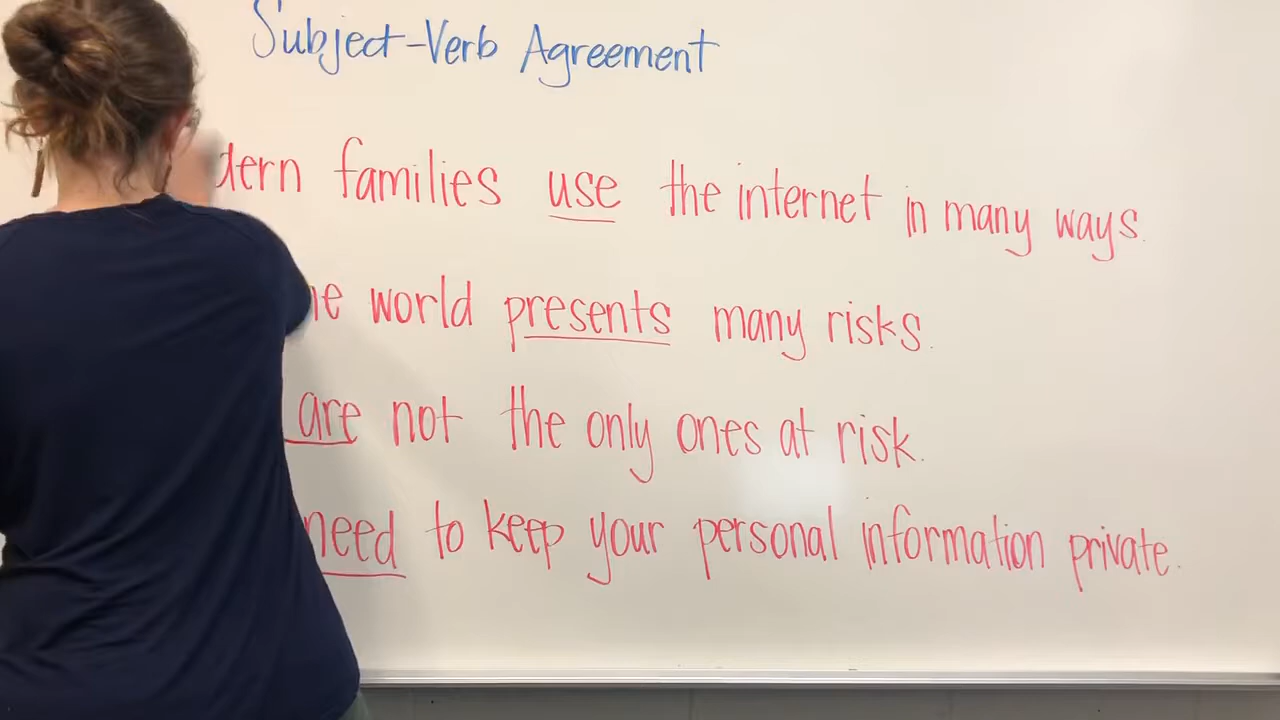 Subject-Verb Agreement
families use the internet in many ways.
world presents many risks.
are not the only ones at risk.
need to keep your personal information private.